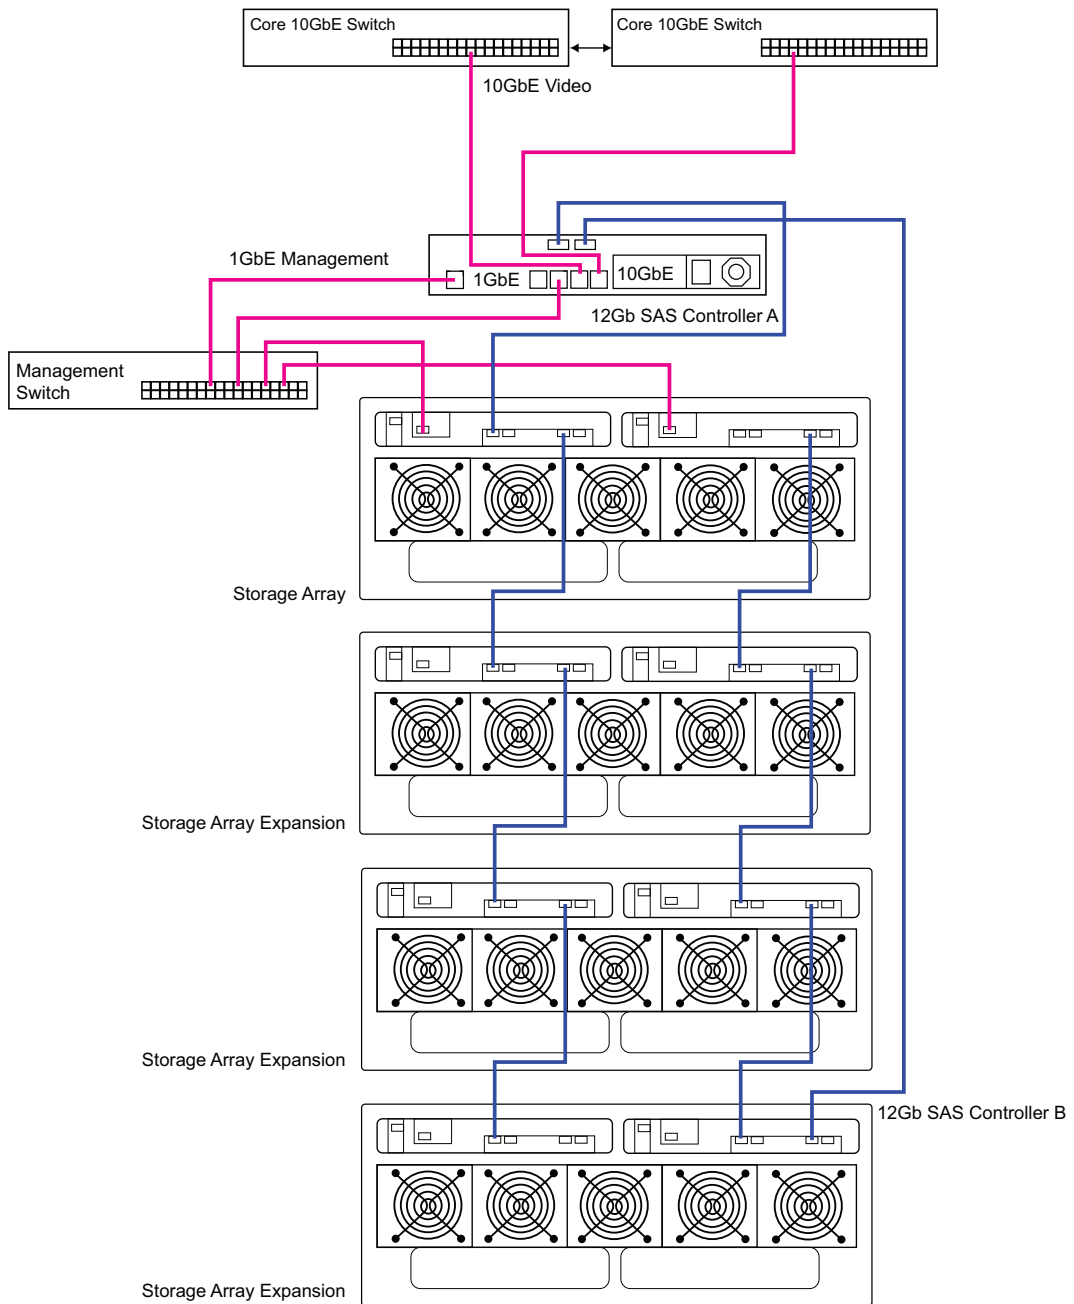 Core 10GbE Switch
Core 10GbE Switch
10GbE Video
1GbE Management
1GbE
10GbE
12Gb SAS Controller A
Management
Switch
Storage Array
Storage Array Expansion
Storage Array Expansion
12Gb SAS Controller B
Storage Array Expansion